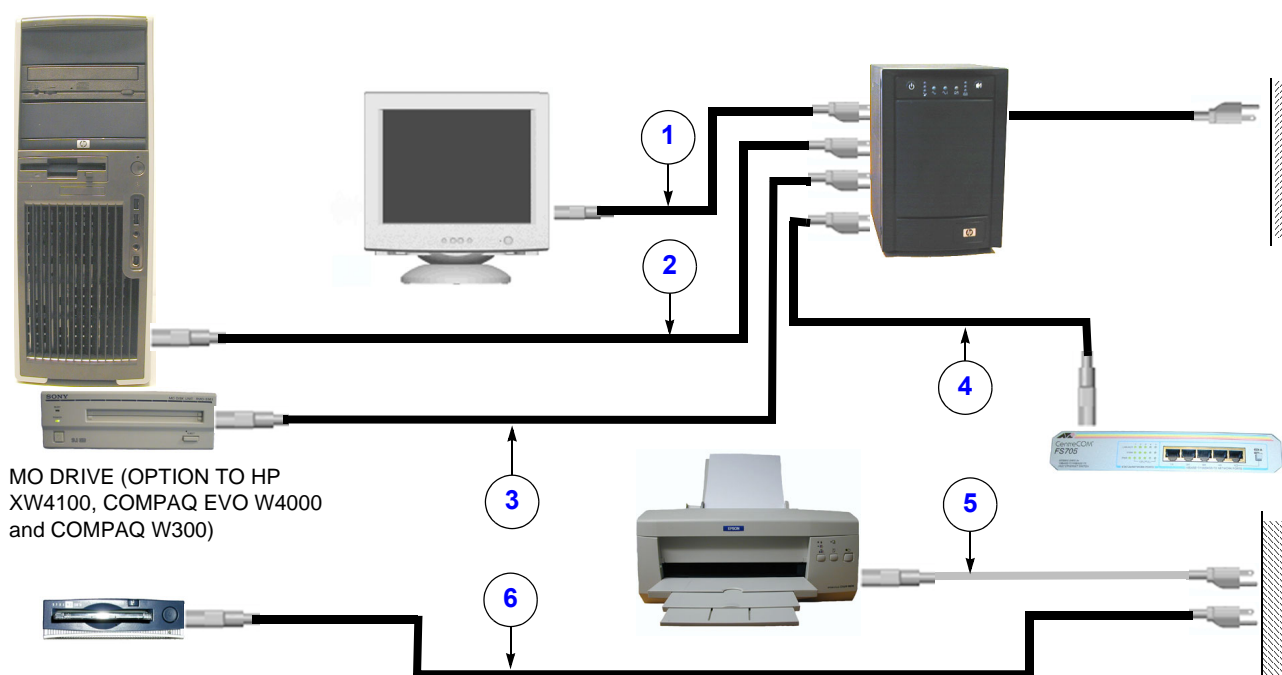 1
2
SONY
4
CentreCOM
FS705
MO DRIVE (OPTION TO HP
XW4100, COMPAQ EVO W4000
and COMPAQ W300)
3
EPSON
5
6